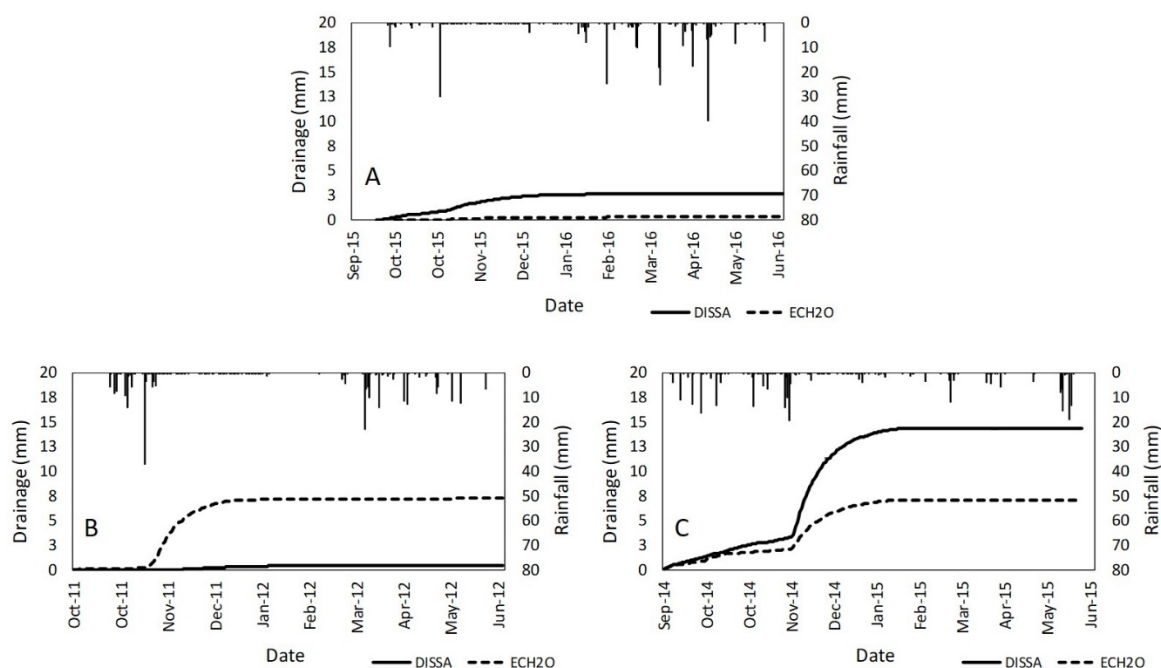 20
18
15
13
10
8
5
3
0
Drainage (mm)
A
0
10
20
30
40
50
60
70
80
Rainfall (mm)
Sep-15
Oct-15
Oct-15
Nov-15
Dec-15
Jan-16
Feb-16
Mar-16
Apr-16
May-16
Jun-16
Date
DISSA
ECH2O
20
18
15
13
10
8
5
3
0
Drainage (mm)
B
0
10
20
30
40
50
60
70
80
Rainfall (mm)
Oct-11
Oct-11
Nov-11
Dec-11
Jan-12
Feb-12
Mar-12
Apr-12
May-12
Jun-12
Date
DISSA
ECH2O
20
18
15
13
10
8
5
3
0
Drainage (mm)
C
0
10
20
30
40
50
60
70
80
Rainfall (mm)
Sep-14
Oct-14
Oct-14
Nov-14
Dec-14
Jan-15
Feb-15
Mar-15
Apr-15
May-15
Jun-15
Date
DISSA
ECH2O